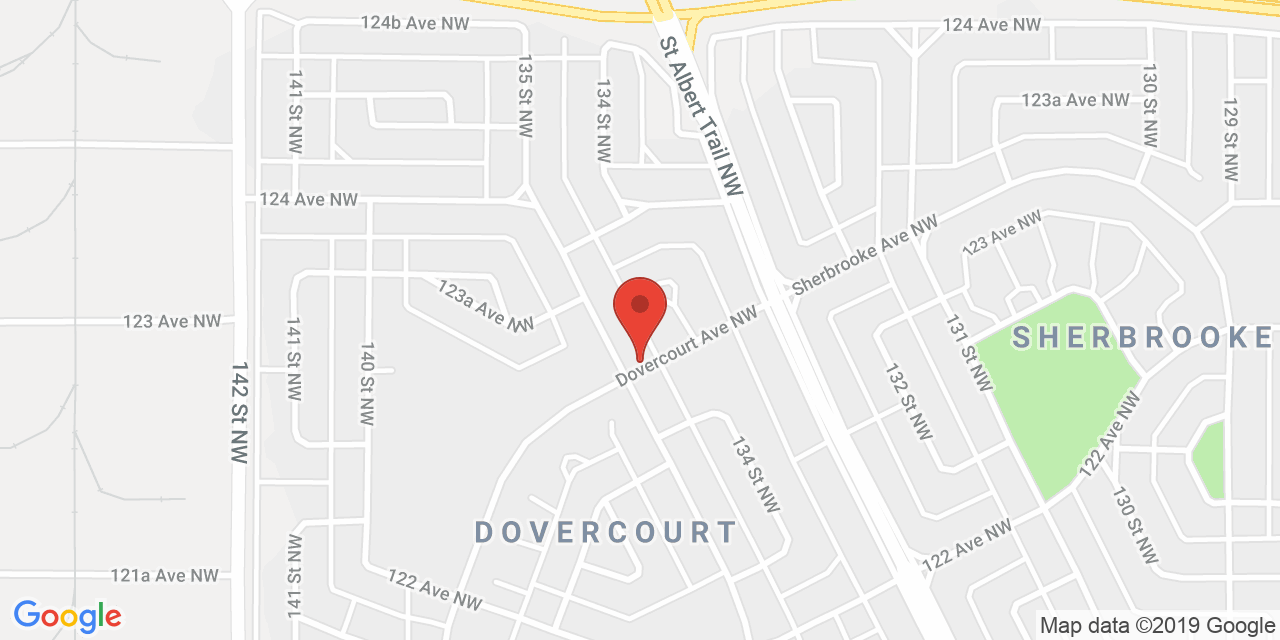 124b Ave NW
124 Ave NW
St Albert Trail NW
135 St NW
134 St NW
141 St NW
130 St NW
123a Ave NW
129 St NW
124 Ave NW
Sherbrooke Ave NW
123 Ave NW
123a Ave NW
123 Ave NW
141 St NW
140 St NW
142 St NW
Dovercourt Ave NW
131 St NW
SHERBROOKE
132 St NW
122 Ave NW
134 St NW
130 St NW
DOVERCOURT
122 Ave NW
141 St NW
121a Ave NW
122 Ave NW
Google
Map data ©2019 Google